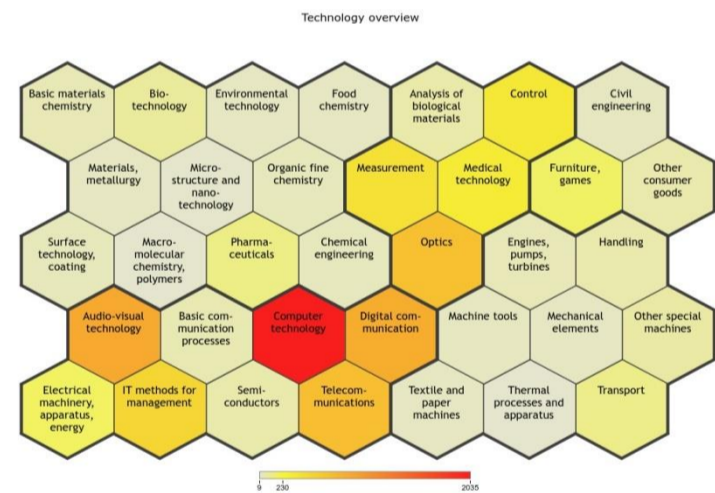 Technology overview
Basic materials
chemistry
Bio-
technology
Environmental
technology
Food
chemistry
Analysis of
biological
materials
Control
Civil
engineering
Materials,
metallurgy
Micro-
structure and
nano-
technology
Organic fine
chemistry
Measurement
Medical
technology
Furniture,
games
Other
consumer
goods
Surface
technology,
coating
Macro-
molecular
chemistry,
polymers
Pharma-
ceuticals
Chemical
engineering
Optics
Engines,
pumps,
turbines
Handling
Audio-visual
technology
Basic com-
munication
processes
Computer
technology
Digital com-
munication
Machine tools
Mechanical
elements
Other special
machines
Electrical
machinery,
apparatus,
energy
IT methods for
management
Semi-
conductors
Telecom-
munications
Textile and
paper
machines
Thermal
processes and
apparatus
Transport
9 230 2035